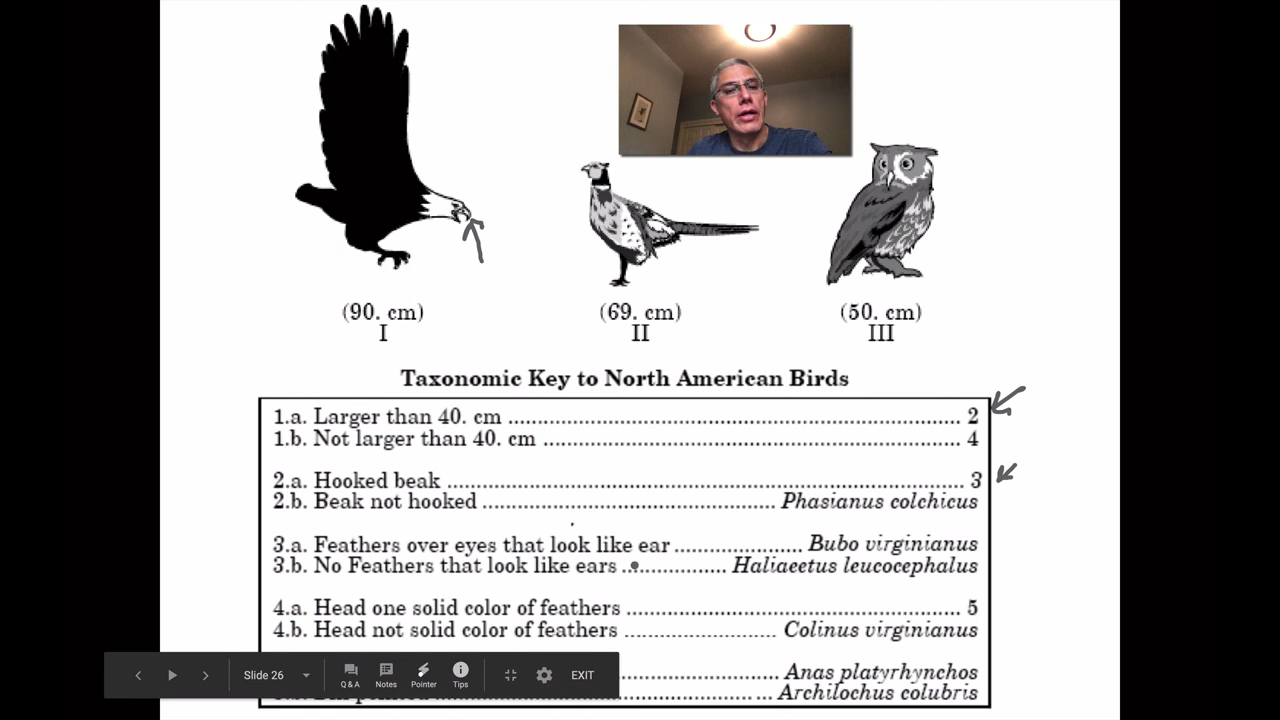 (90. cm) (69. cm) (50. cm)
I II III
Taxonomic Key to North American Birds
1.a. Larger than 40. cm ........................................................................ 2
1.b. Not larger than 40. cm ................................................................... 4
2.a. Hooked beak .................................................................................. 3
2.b. Beak not hooked .............................................. Phasianus colchicus
3.a. Feathers over eyes that look like ear .................... Bubo virginianus
3.b. No Feathers that look like ears ................. Haliaeetus leucocephalus
4.a. Head one solid color of feathers ..................................................... 5
4.b. Head not solid color of feathers ........................ Colinus virginianus
........................ Anas platyrhynchos
........................ Archilochus colubris
Slide 26 Q & A Notes Pointer Tips EXIT